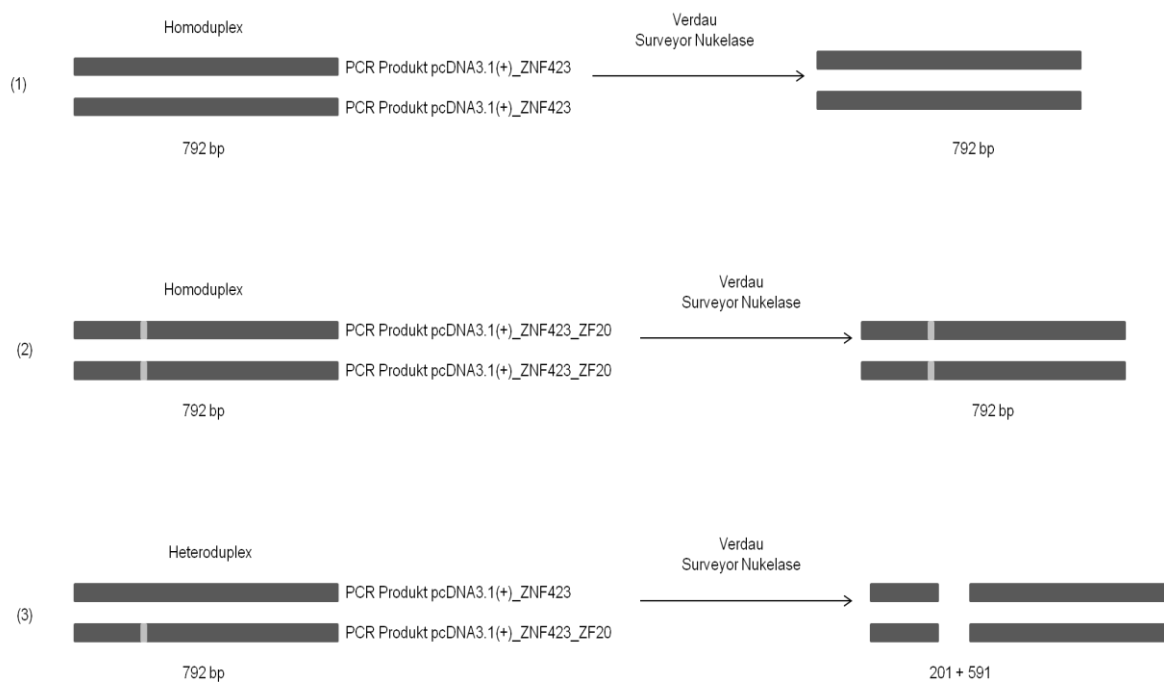 Homoduplex
Verdau
Surveyor Nukelase
(1)
PCR Produkt pcDNA3.1(+)_ZNF423
PCR Produkt pcDNA3.1(+)_ZNF423
792 bp
792 bp
Homoduplex
Verdau
Surveyor Nukelase
(2)
PCR Produkt pcDNA3.1(+)_ZNF423_ZF20
PCR Produkt pcDNA3.1(+)_ZNF423_ZF20
792 bp
792 bp
Heteroduplex
Verdau
Surveyor Nukelase
(3)
PCR Produkt pcDNA3.1(+)_ZNF423
PCR Produkt pcDNA3.1(+)_ZNF423_ZF20
792 bp
201 + 591